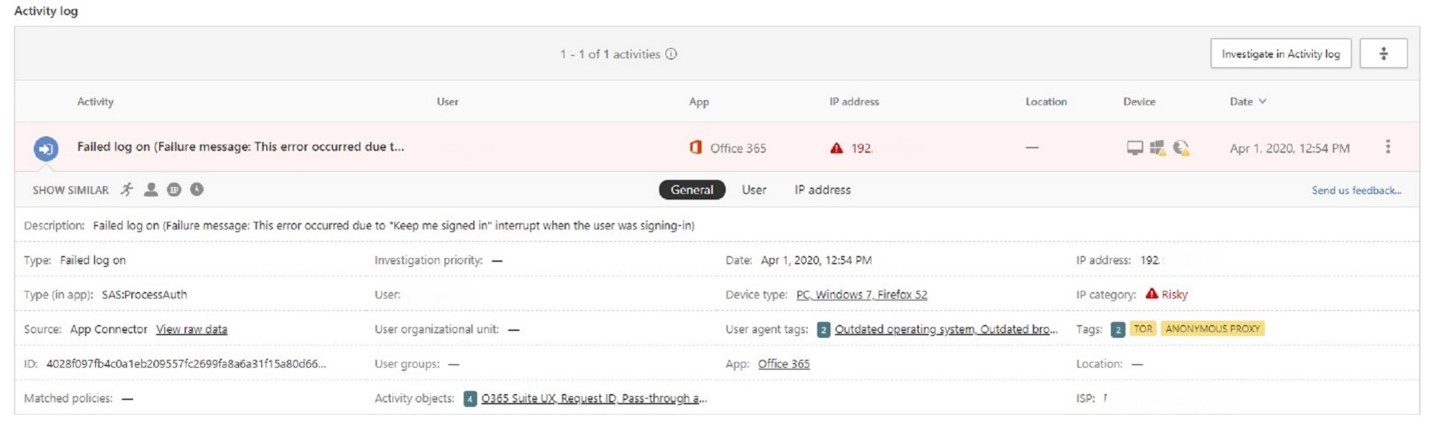 Activity log
1 - 1 of 1 activities
Investigate in Activity log
Activity User App IP address Location Device Date
Failed log on (Failure message: This error occurred due t... Office 365 192. — Apr 1, 2020, 12:54 PM
SHOW SIMILAR IP General User IP address Send us feedback...
Description: Failed log on (Failure message: This error occurred due to "Keep me signed in" interrupt when the user was signing-in)
Type: Failed log on Investigation priority: — Date: Apr 1, 2020, 12:54 PM IP address: 192.
Type (in app): SAS:ProcessAuth User: Device type: PC, Windows 7, Firefox 52 IP category: Risky
Source: App Connector View raw data User organizational unit: — User agent tags: 2 Outdated operating system, Outdated bro... Tags: 2 TOR ANONYMOUS PROXY
ID: 4028f097fb4c0a1eb209557fc2699fa8a6a31f15a80d66... User groups: — App: Office 365 Location: —
Matched policies: — Activity objects: 4 O365 Suite UX, Request ID, Pass-through a... ISP: